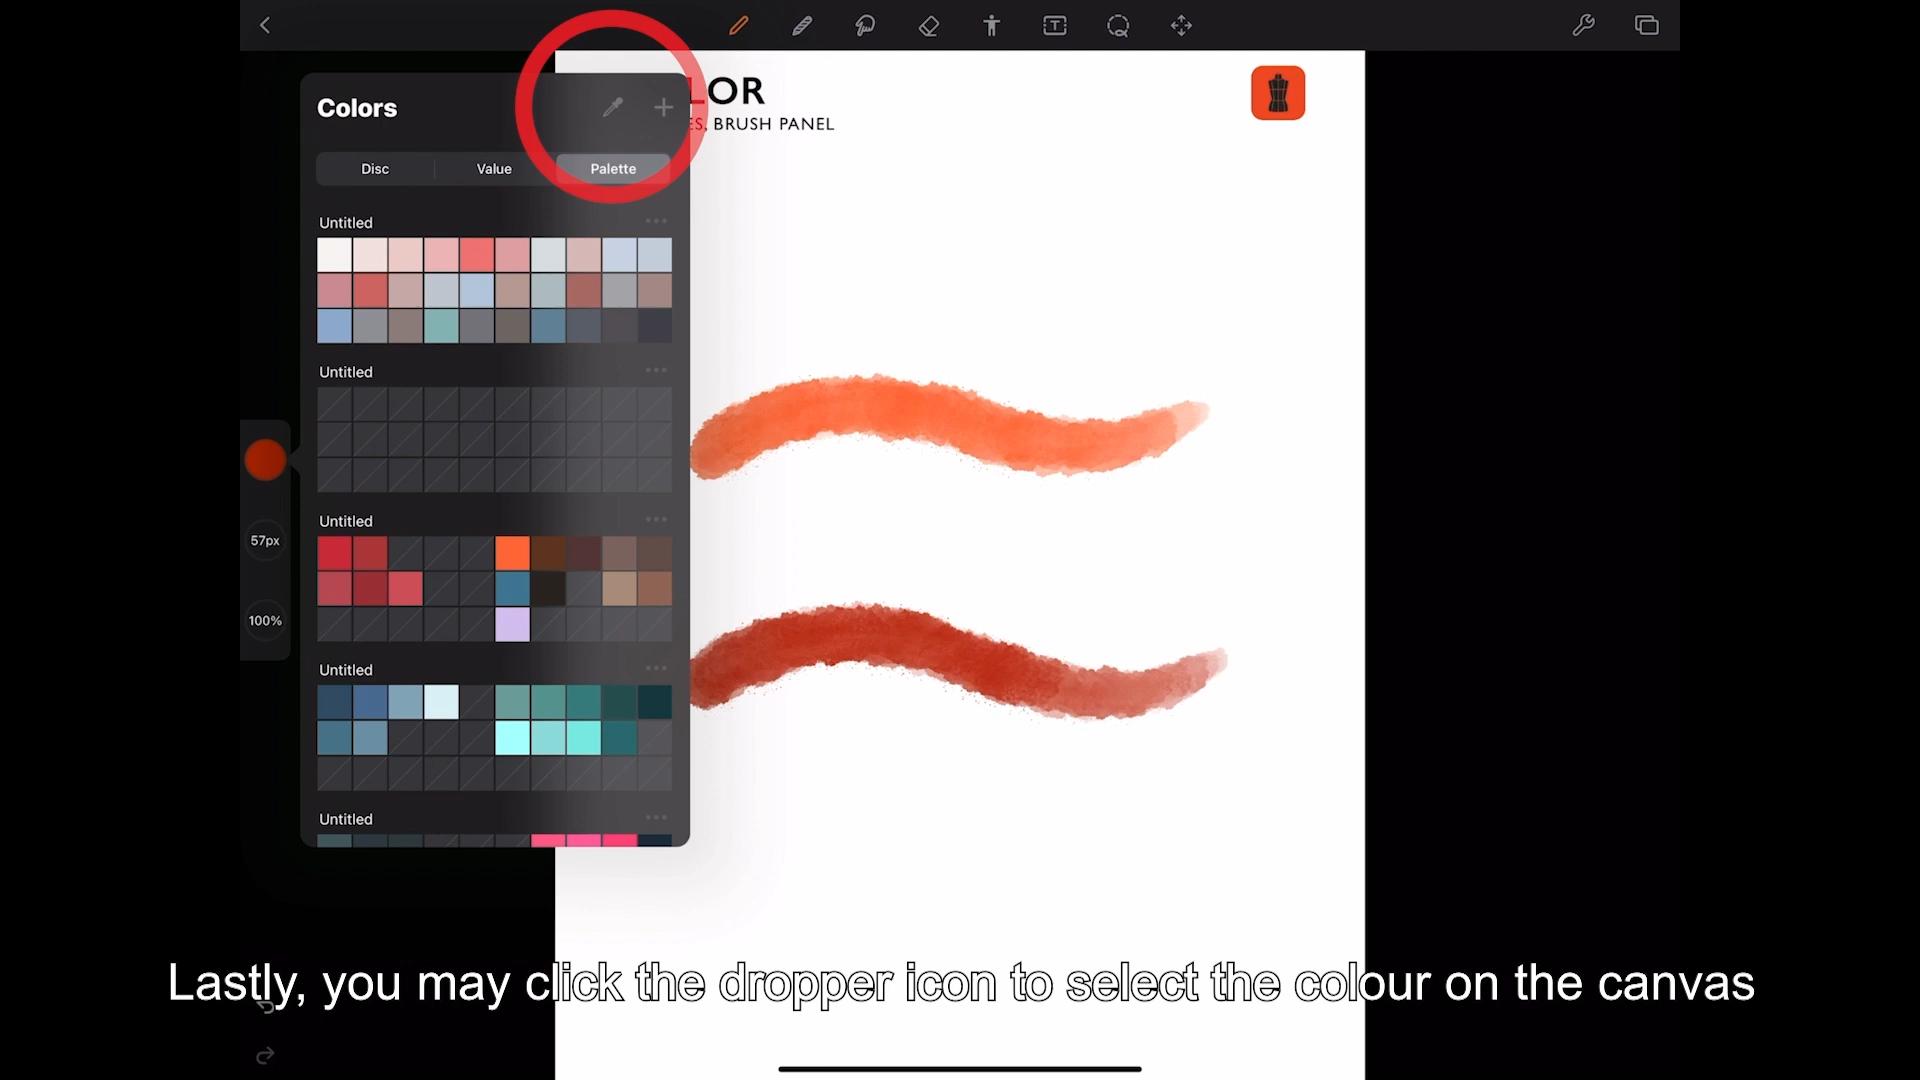 Colors
LOR
ES, BRUSH PANEL
Disc
Value
Palette
Untitled
Untitled
Untitled
Untitled
Untitled
57px
100%
Lastly, you may click the dropper icon to select the colour on the canvas